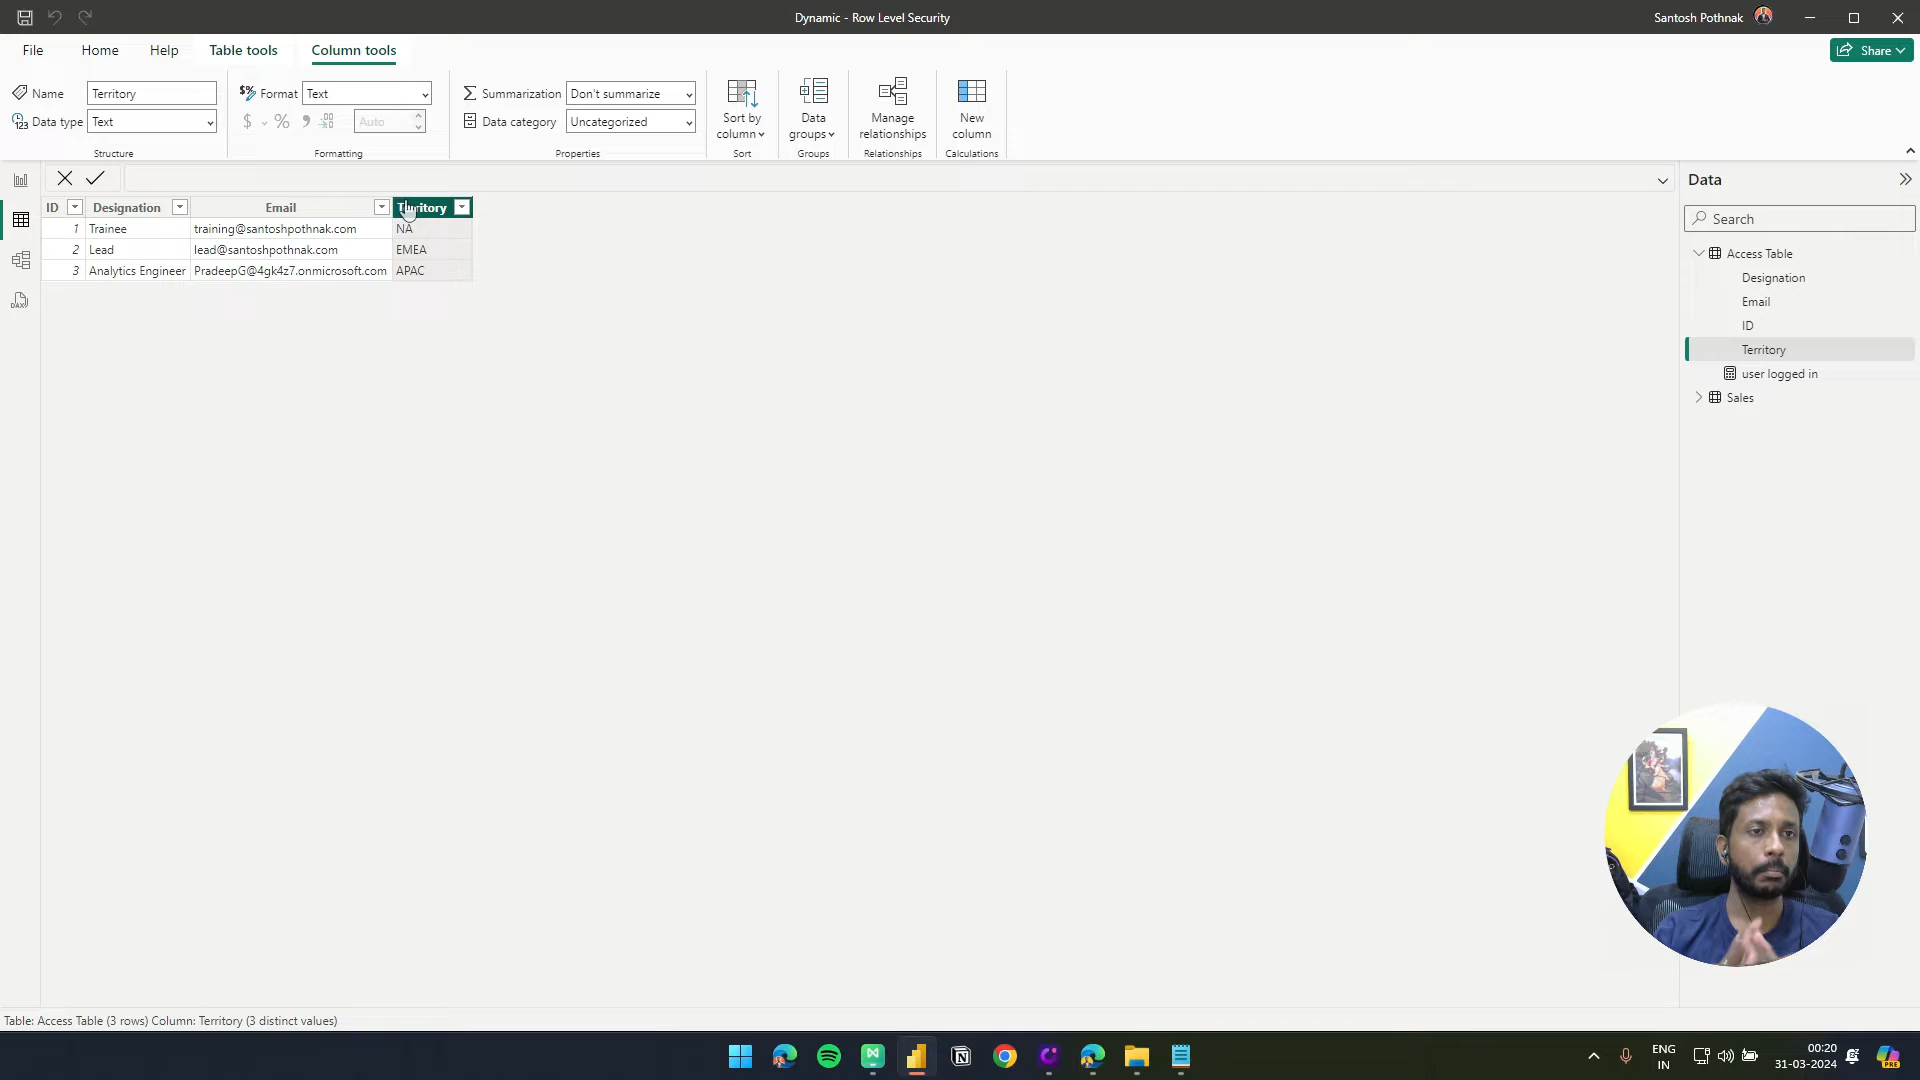 Dynamic - Row Level Security
Santosh Pothnak
File
Home
Help
Table tools
Column tools
Share
Name
Territory
Format
Text
Summarization
Don't summarize
Data type
Text
Auto
Data category
Uncategorized
Sort by
column
Data
groups
Manage
relationships
New
column
Structure
Formatting
Properties
Sort
Groups
Relationships
Calculations
ID
Designation
Email
Territory
1
Trainee
training@santoshpothnak.com
NA
2
Lead
lead@santoshpothnak.com
EMEA
3
Analytics Engineer
PradeepG@4gk4z7.onmicrosoft.com
APAC
Data
Search
Access Table
Designation
Email
ID
Territory
user logged in
Sales
DAX
Table: Access Table (3 rows) Column: Territory (3 distinct values)
ENG
IN
00:20
31-03-2024
PRE